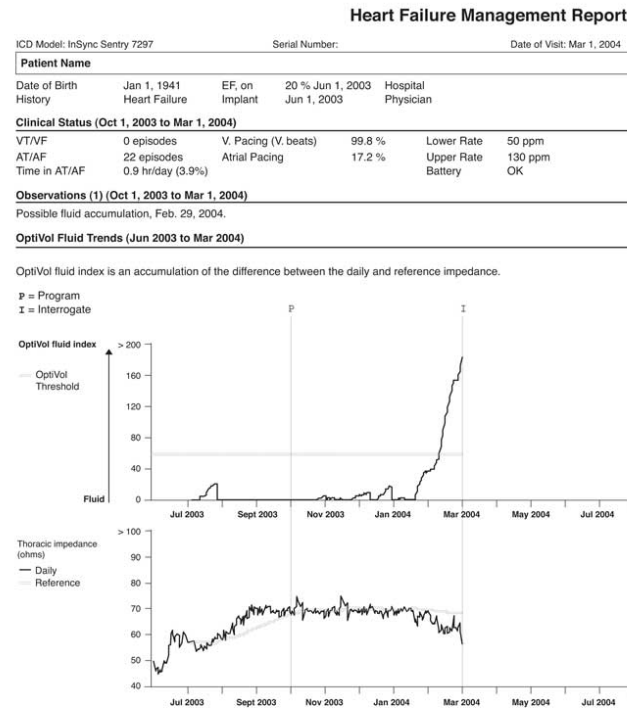 Heart Failure Management Report
ICD Model: InSync Sentry 7297 Serial Number: Date of Visit: Mar 1, 2004
Patient Name
Date of Birth Jan 1, 1941 EF, on 20 % Jun 1, 2003 Hospital
History Heart Failure Implant Jun 1, 2003 Physician
Clinical Status (Oct 1, 2003 to Mar 1, 2004)
VT/VF 0 episodes V. Pacing (V. beats) 99.8 % Lower Rate 50 ppm
AT/AF 22 episodes Atrial Pacing 17.2 % Upper Rate 130 ppm
Time in AT/AF 0.9 hr/day (3.9%) Battery OK
Observations (1) (Oct 1, 2003 to Mar 1, 2004)
Possible fluid accumulation, Feb. 29, 2004.
OptiVol Fluid Trends (Jun 2003 to Mar 2004)
OptiVol fluid index is an accumulation of the difference between the daily and reference impedance.
P = Program
I = Interrogate
P I
OptiVol fluid index > 200
OptiVol
Threshold
160
120
80
40
Fluid 0
Jul 2003 Sept 2003 Nov 2003 Jan 2004 Mar 2004 May 2004 Jul 2004
> 100
Thoracic impedance
(ohms)
Daily
Reference
90
80
70
60
50
40
Jul 2003 Sept 2003 Nov 2003 Jan 2004 Mar 2004 May 2004 Jul 2004